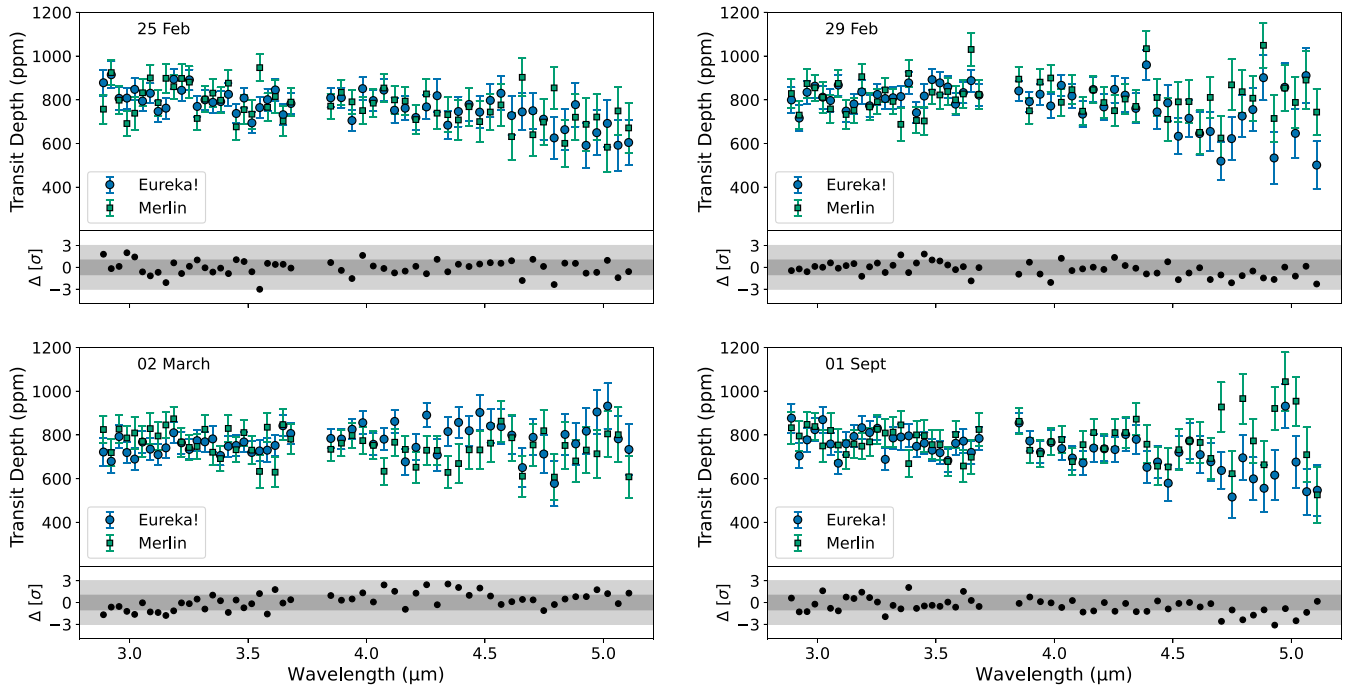 25 Feb
Transit Depth (ppm)
1200
1000
800
600
400
Eureka!
Merlin
Δ [σ]
3
0
−3
29 Feb
Transit Depth (ppm)
1200
1000
800
600
400
Eureka!
Merlin
Δ [σ]
3
0
−3
02 March
Transit Depth (ppm)
1200
1000
800
600
400
Eureka!
Merlin
Δ [σ]
3
0
−3
3.0 3.5 4.0 4.5 5.0
Wavelength (μm)
01 Sept
Transit Depth (ppm)
1200
1000
800
600
400
Eureka!
Merlin
Δ [σ]
3
0
−3
3.0 3.5 4.0 4.5 5.0
Wavelength (μm)